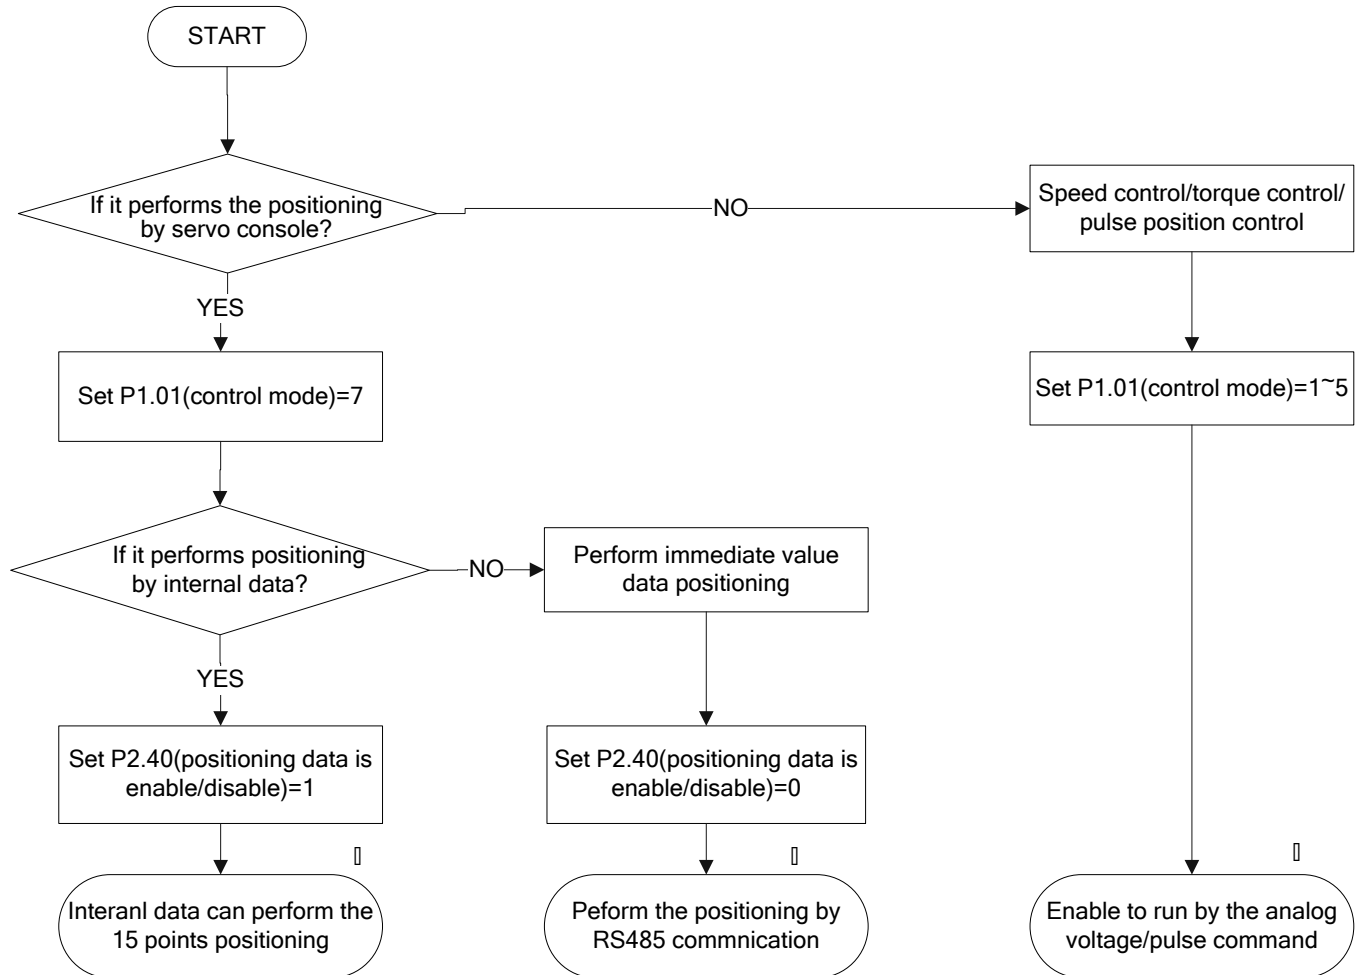 START
If it performs the positioning
by servo console?
NO
Speed control/torque control/
pulse position control
YES
Set P1.01(control mode)=7
Set P1.01(control mode)=1~5
If it performs positioning
by internal data?
NO
Perform immediate value
data positioning
YES
Set P2.40(positioning data is
enable/disable)=1
Set P2.40(positioning data is
enable/disable)=0
Interanl data can perform the
15 points positioning
Peform the positioning by
RS485 commnication
Enable to run by the analog
voltage/pulse command